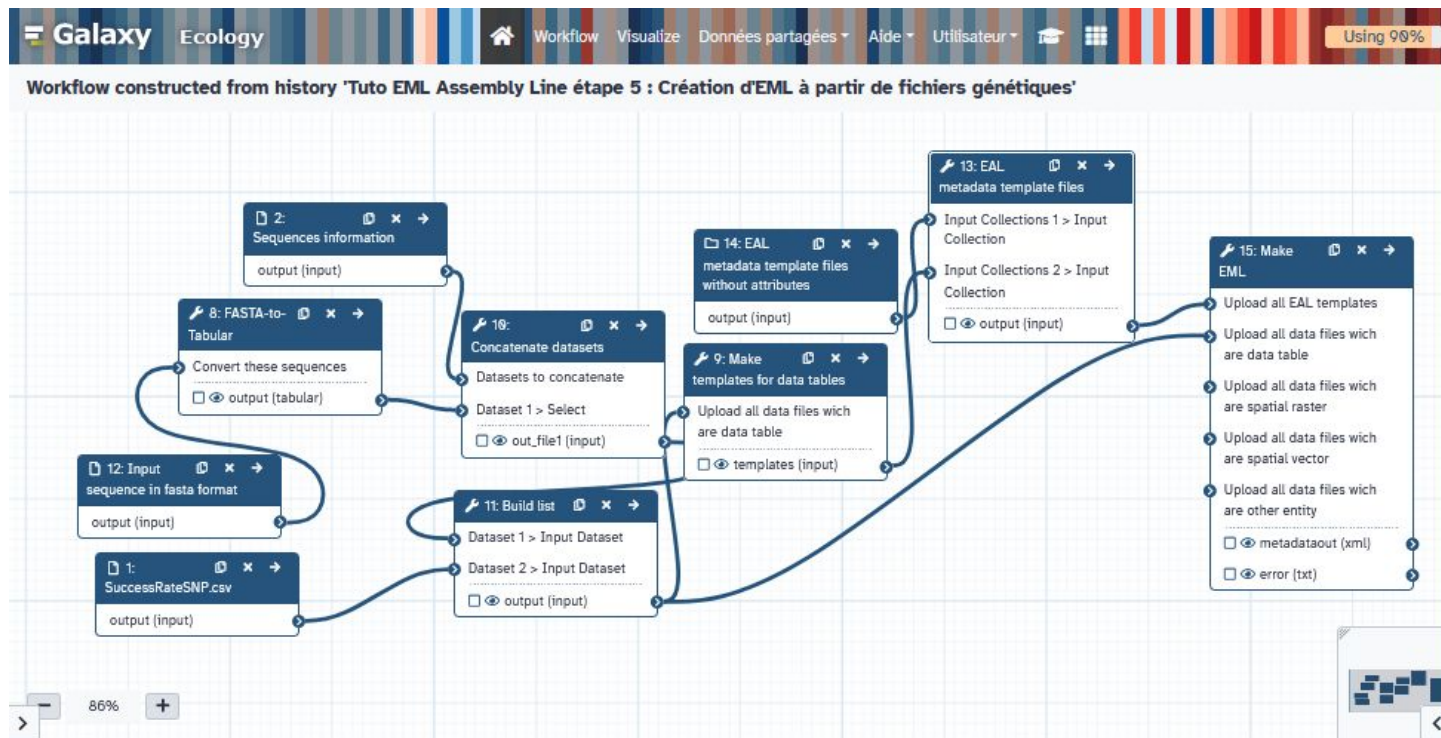 Galaxy Ecology Workflow Visualize Données partagées Aide Utilisateur Using 90%
Workflow constructed from history 'Tuto EML Assembly Line étape 5 : Création d'EML à partir de fichiers génétiques'
2:
Sequences information
output (input)
8: FASTA-to-
Tabular
Convert these sequences
output (tabular)
12: Input
sequence in fasta format
output (input)
1:
SuccessRateSNP.csv
output (input)
10:
Concatenate datasets
Datasets to concatenate
Dataset 1 > Select
out_file1 (input)
11: Build list
Dataset 1 > Input Dataset
Dataset 2 > Input Dataset
output (input)
14: EAL
metadata template files
without attributes
output (input)
9: Make
templates for data tables
Upload all data files wich
are data table
templates (input)
13: EAL
metadata template files
Input Collections 1 > Input
Collection
Input Collections 2 > Input
Collection
output (input)
15: Make
EML
Upload all EAL templates
Upload all data files wich
are data table
Upload all data files wich
are spatial raster
Upload all data files wich
are spatial vector
Upload all data files wich
are other entity
metadataout (xml)
error (txt)
86%